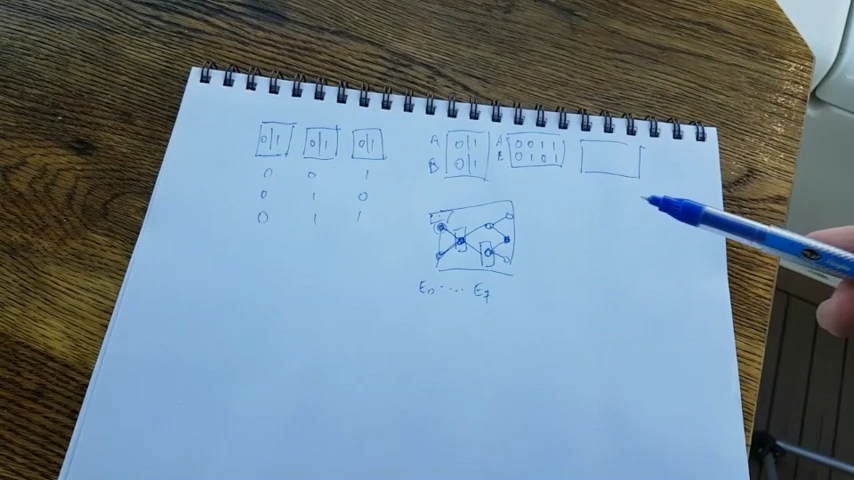 0|1 0|1 0|1
0 0 1
0 1 0
0 1 1
A 0|1
B 0|1
A 0 0 1 1
B 0 1 0 1
E0 .... E7